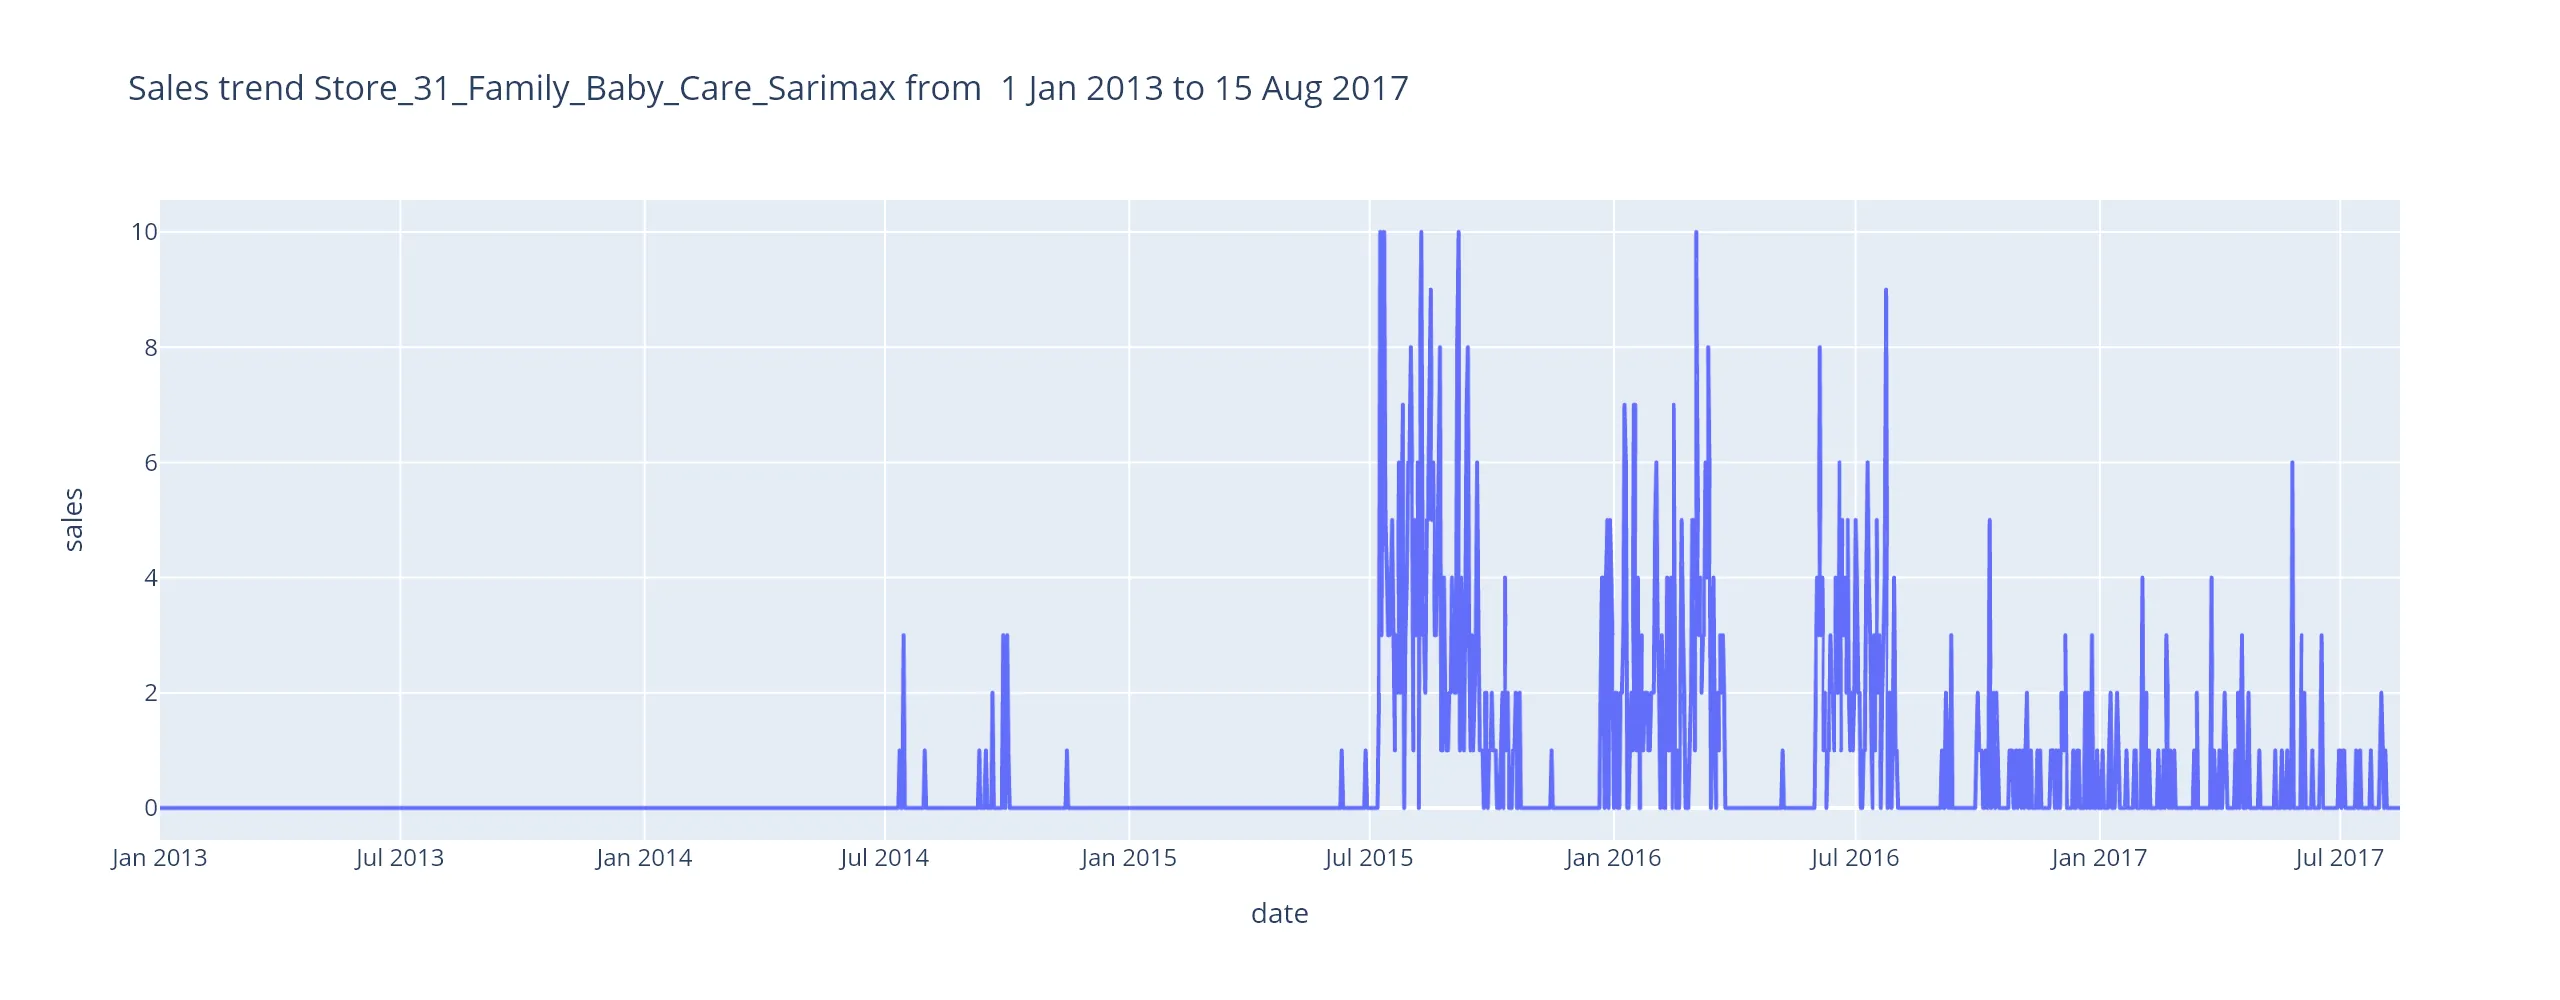 Sales trend Store_31_Family_Baby_Care_Sarimax from  1 Jan 2013 to 15 Aug 2017
10
8
6
4
2
0
sales
Jan 2013 Jul 2013 Jan 2014 Jul 2014 Jan 2015 Jul 2015 Jan 2016 Jul 2016 Jan 2017 Jul 2017
date